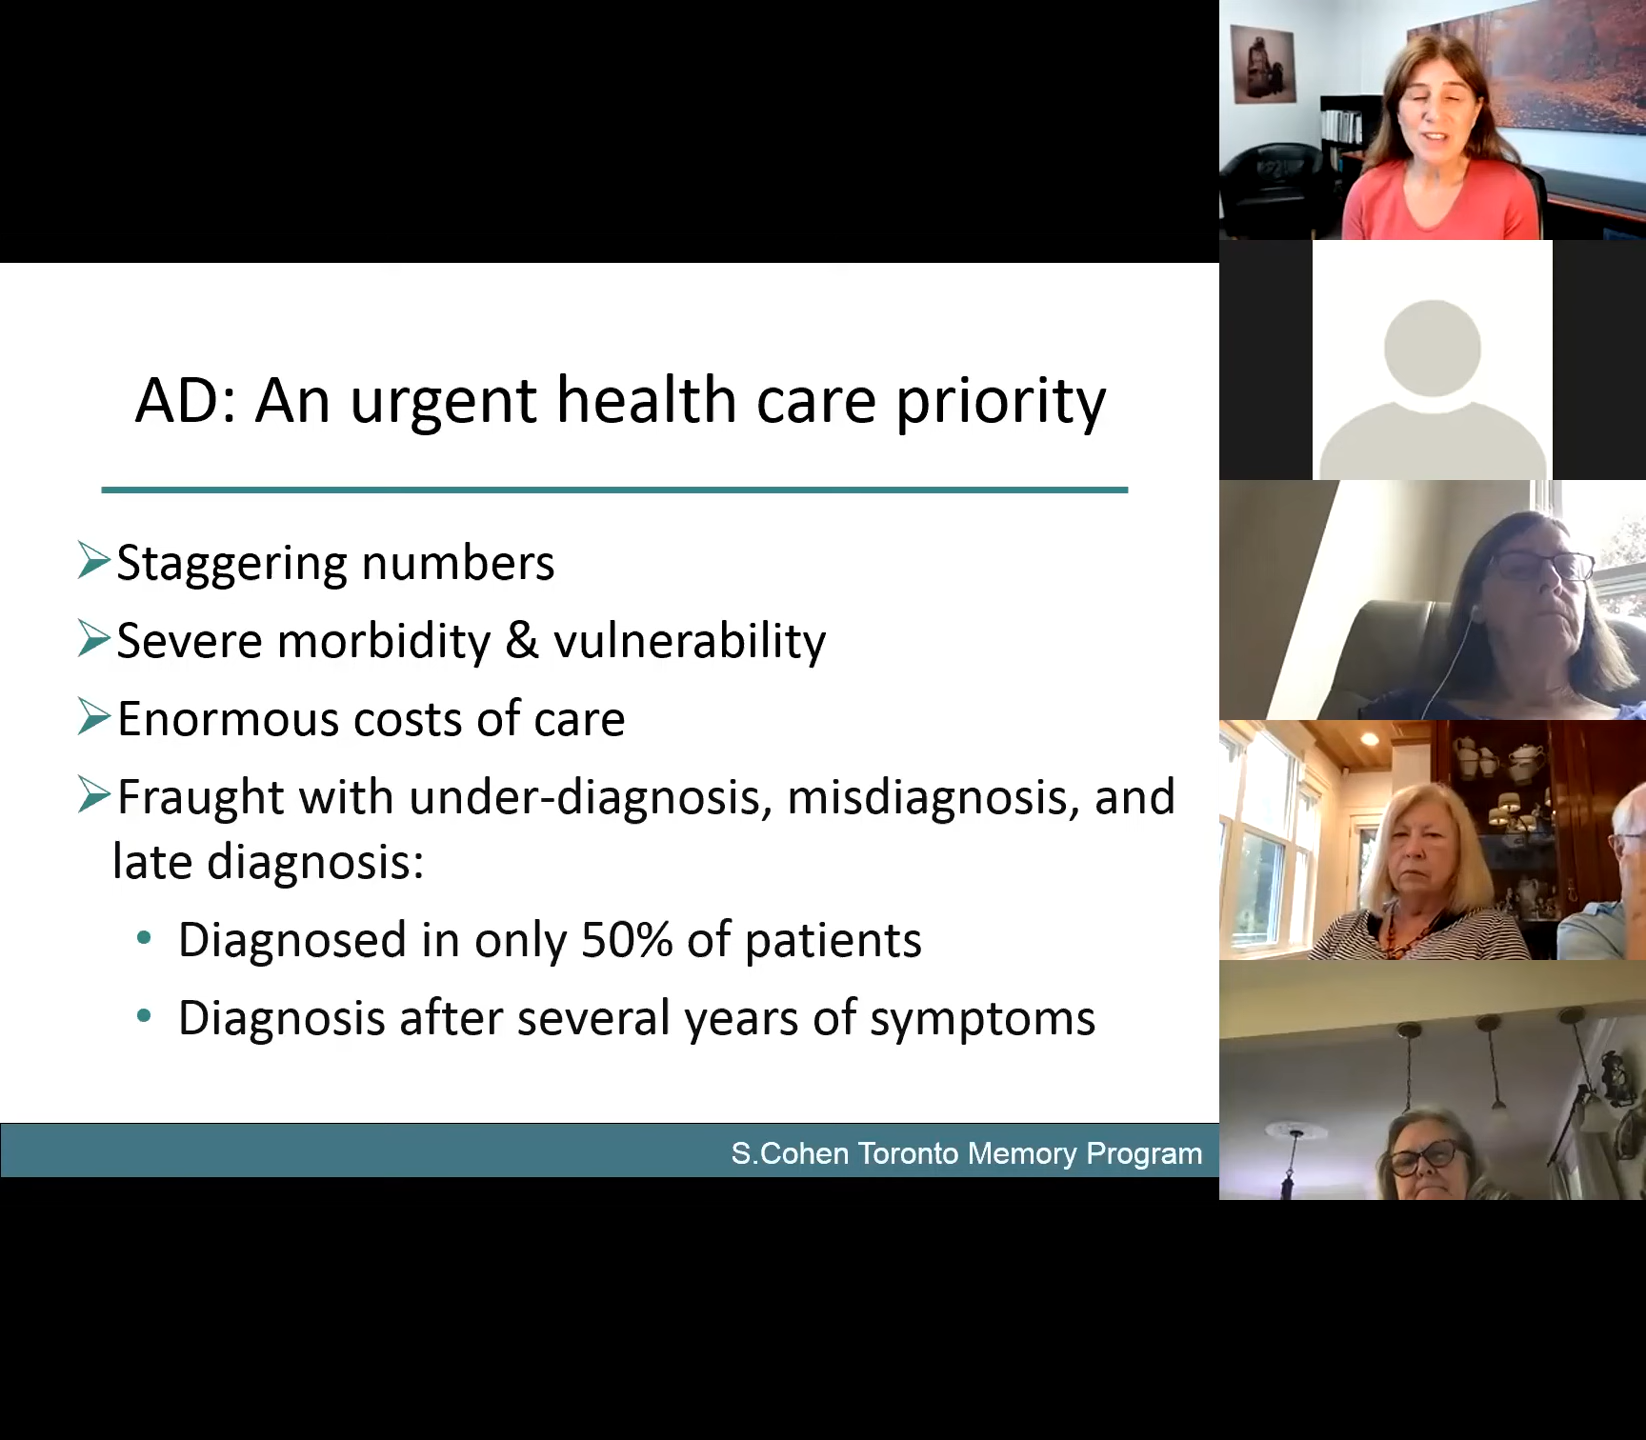 AD: An urgent health care priority
Staggering numbers
Severe morbidity & vulnerability
Enormous costs of care
Fraught with under-diagnosis, misdiagnosis, and
late diagnosis:
Diagnosed in only 50% of patients
Diagnosis after several years of symptoms
S.Cohen Toronto Memory Program